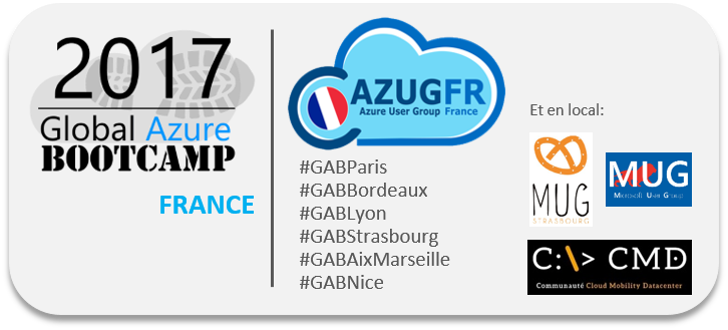 2017
Global Azure
BOOTCAMP
FRANCE
AZUGFR
Azure User Group France
#GABParis
#GABBordeaux
#GABLyon
#GABStrasbourg
#GABAixMarseille
#GABNice
Et en local:
MUG
STRASBOURG
MUG
Microsoft User Group
C:\> CMD
Communauté Cloud Mobility Datacenter